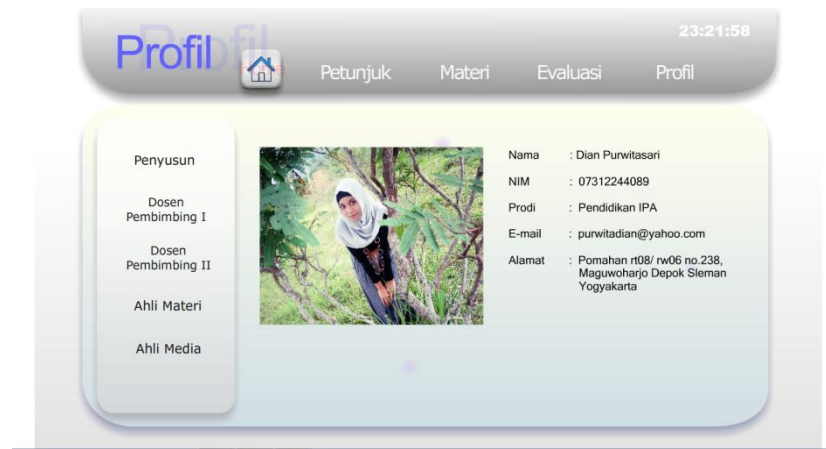 23:21:58
Profil
Home
Petunjuk Materi Evaluasi Profil
Penyusun
Dosen
Pembimbing I
Dosen
Pembimbing II
Ahli Materi
Ahli Media
Nama : Dian Purwitasari
NIM : 07312244089
Prodi : Pendidikan IPA
E-mail : purwitadian@yahoo.com
Alamat : Pomahan rt08/ rw06 no.238,
Maguwoharjo Depok Sleman
Yogyakarta